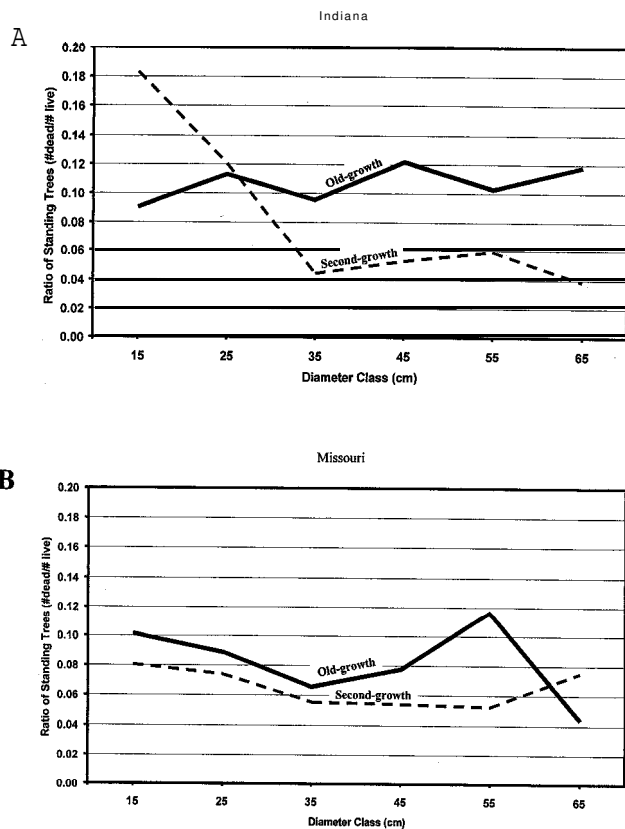 Indiana
A
Ratio of Standing Trees (#dead/# live)
0.20
0.18
0.16
0.14
0.12
0.10
0.08
0.06
0.04
0.02
0.00
Old-growth
Second-growth
15 25 35 45 55 65
Diameter Class (cm)
Missouri
B
Ratio of Standing Trees (#dead/# live)
0.20
0.18
0.16
0.14
0.12
0.10
0.08
0.06
0.04
0.02
0.00
Old-growth
Second-growth
15 25 35 45 55 65
Diameter Class (cm)